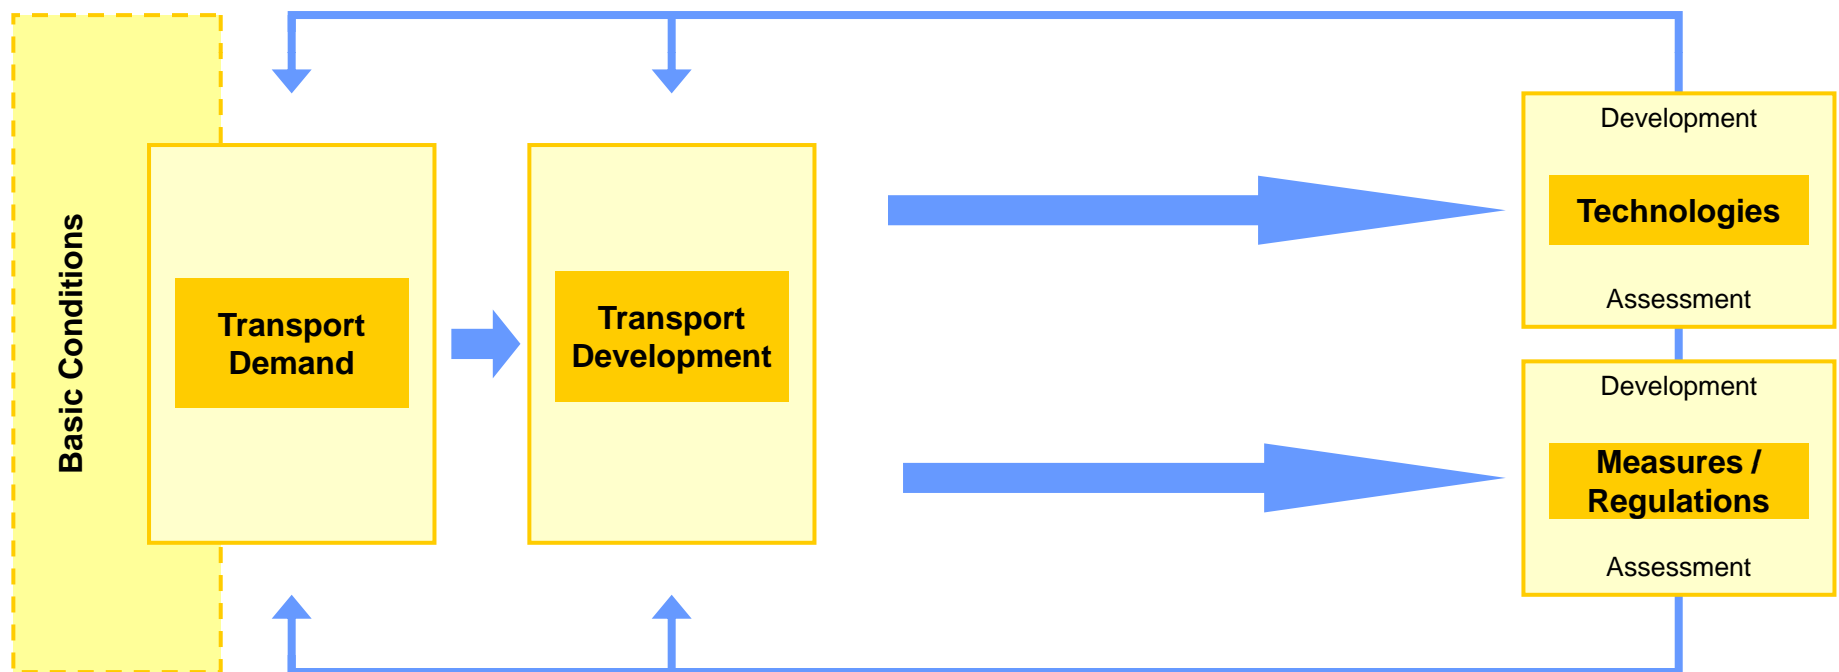 Basic Conditions
Transport
Demand
Transport
Development
Development
Technologies
Assessment
Development
Measures /
Regulations
Assessment